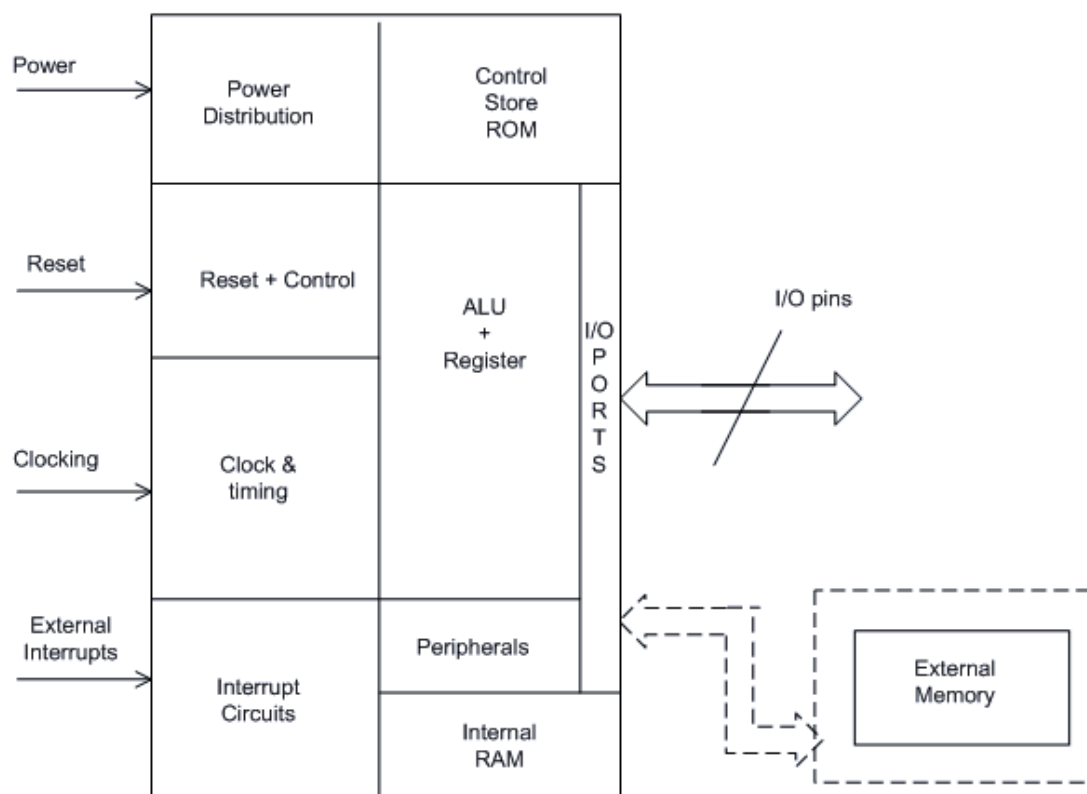 Power
Power
Distribution
Control
Store
ROM
Reset
Reset + Control
ALU
+
Register
I/O
P
O
R
T
S
I/O pins
Clocking
Clock &
timing
External
Interrupts
Interrupt
Circuits
Peripherals
Internal
RAM
External
Memory